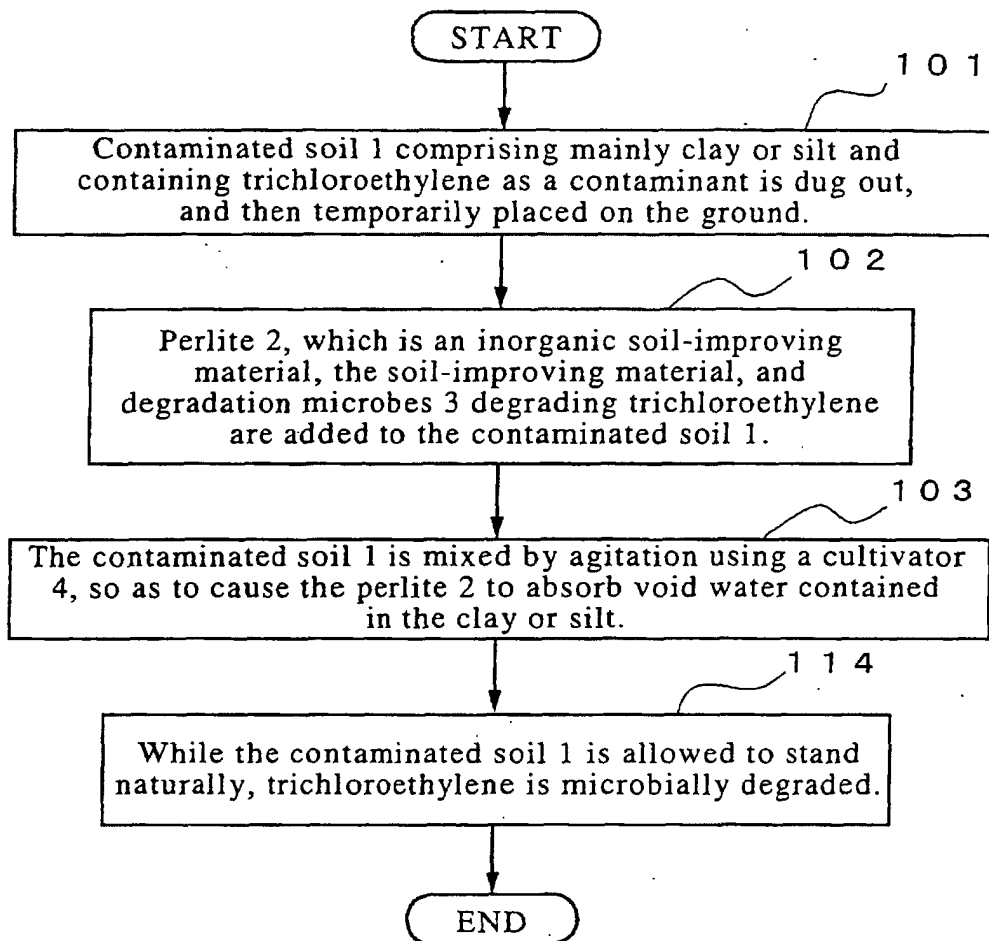 START
101
Contaminated soil 1 comprising mainly clay or silt and
containing trichloroethylene as a contaminant is dug out,
and then temporarily placed on the ground.
102
Perlite 2, which is an inorganic soil-improving
material, the soil-improving material, and
degradation microbes 3 degrading trichloroethylene
are added to the contaminated soil 1.
103
The contaminated soil 1 is mixed by agitation using a cultivator
4, so as to cause the perlite 2 to absorb void water contained
in the clay or silt.
114
While the contaminated soil 1 is allowed to stand
naturally, trichloroethylene is microbially degraded.
END